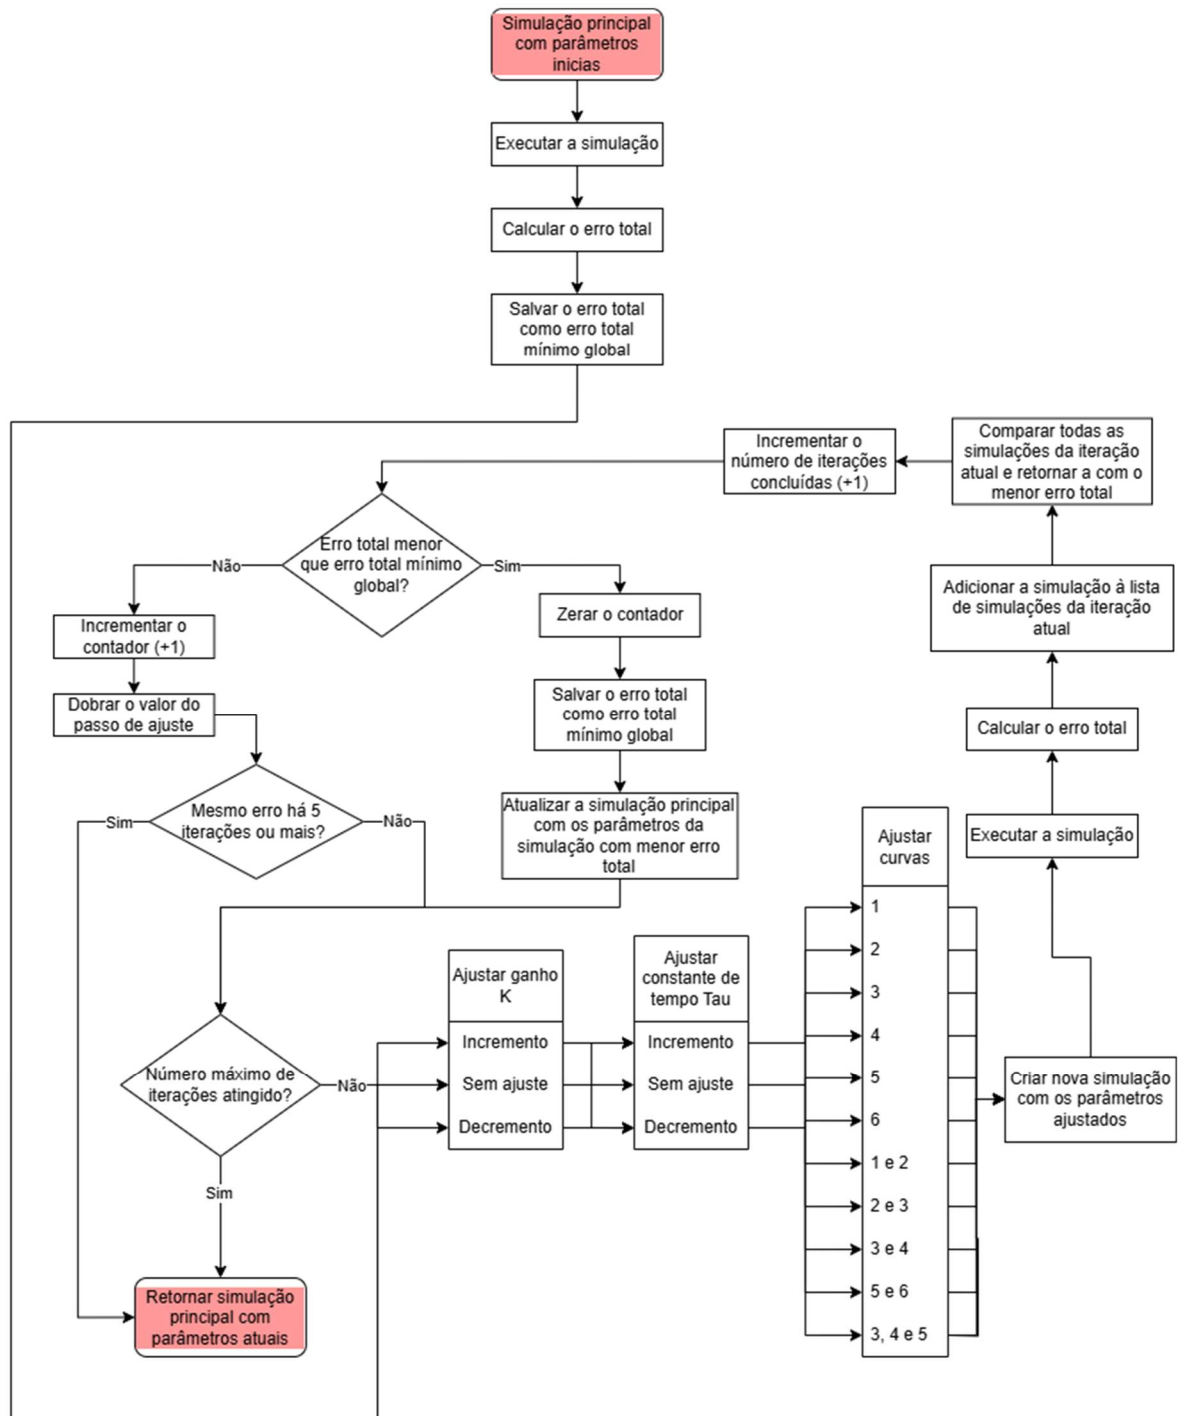 Simulação principal
com parâmetros
inicias
Executar a simulação
Calcular o erro total
Salvar o erro total
como erro total
mínimo global
Comparar todas as
simulações da iteração
atual e retornar a com o
menor erro total
Incrementar o
número de iterações
concluídas (+1)
Erro total menor
que erro total mínimo
global?
Não
Sim
Incrementar o
contador (+1)
Dobrar o valor do
passo de ajuste
Mesmo erro há 5
iterações ou mais?
Sim
Não
Zerar o contador
Salvar o erro total
como erro total
mínimo global
Atualizar a simulação principal
com os parâmetros da
simulação com menor erro
total
Adicionar a simulação à lista
de simulações da iteração
atual
Calcular o erro total
Executar a simulação
Criar nova simulação
com os parâmetros
ajustados
Número máximo de
iterações atingido?
Não
Sim
Retornar simulação
principal com
parâmetros atuais
Ajustar ganho
K
Incremento
Sem ajuste
Decremento
Ajustar
constante de
tempo Tau
Incremento
Sem ajuste
Decremento
Ajustar
curvas
1
2
3
4
5
6
1 e 2
2 e 3
3 e 4
5 e 6
3, 4 e 5